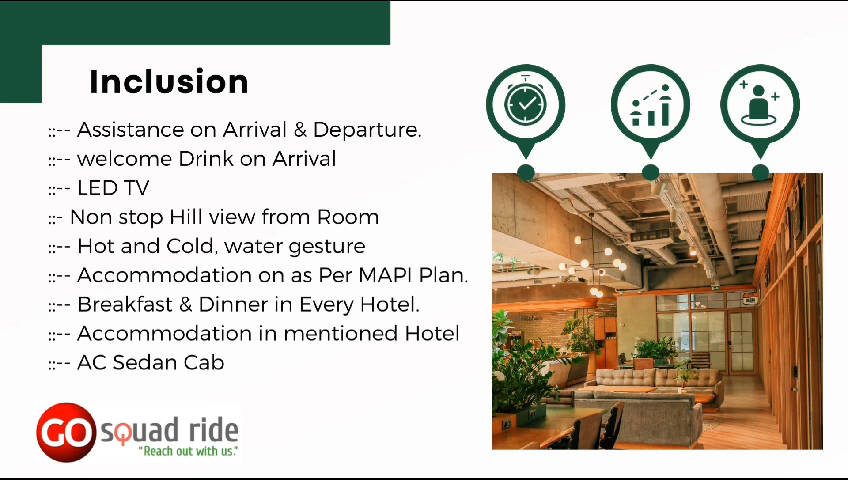 Inclusion
::-- Assistance on Arrival & Departure.
::-- welcome Drink on Arrival
::-- LED TV
::- Non stop Hill view from Room
::-- Hot and Cold, water gesture
::-- Accommodation on as Per MAPI Plan.
::-- Breakfast & Dinner in Every Hotel.
::-- Accommodation in mentioned Hotel
::-- AC Sedan Cab
GO squad ride
"Reach out with us."